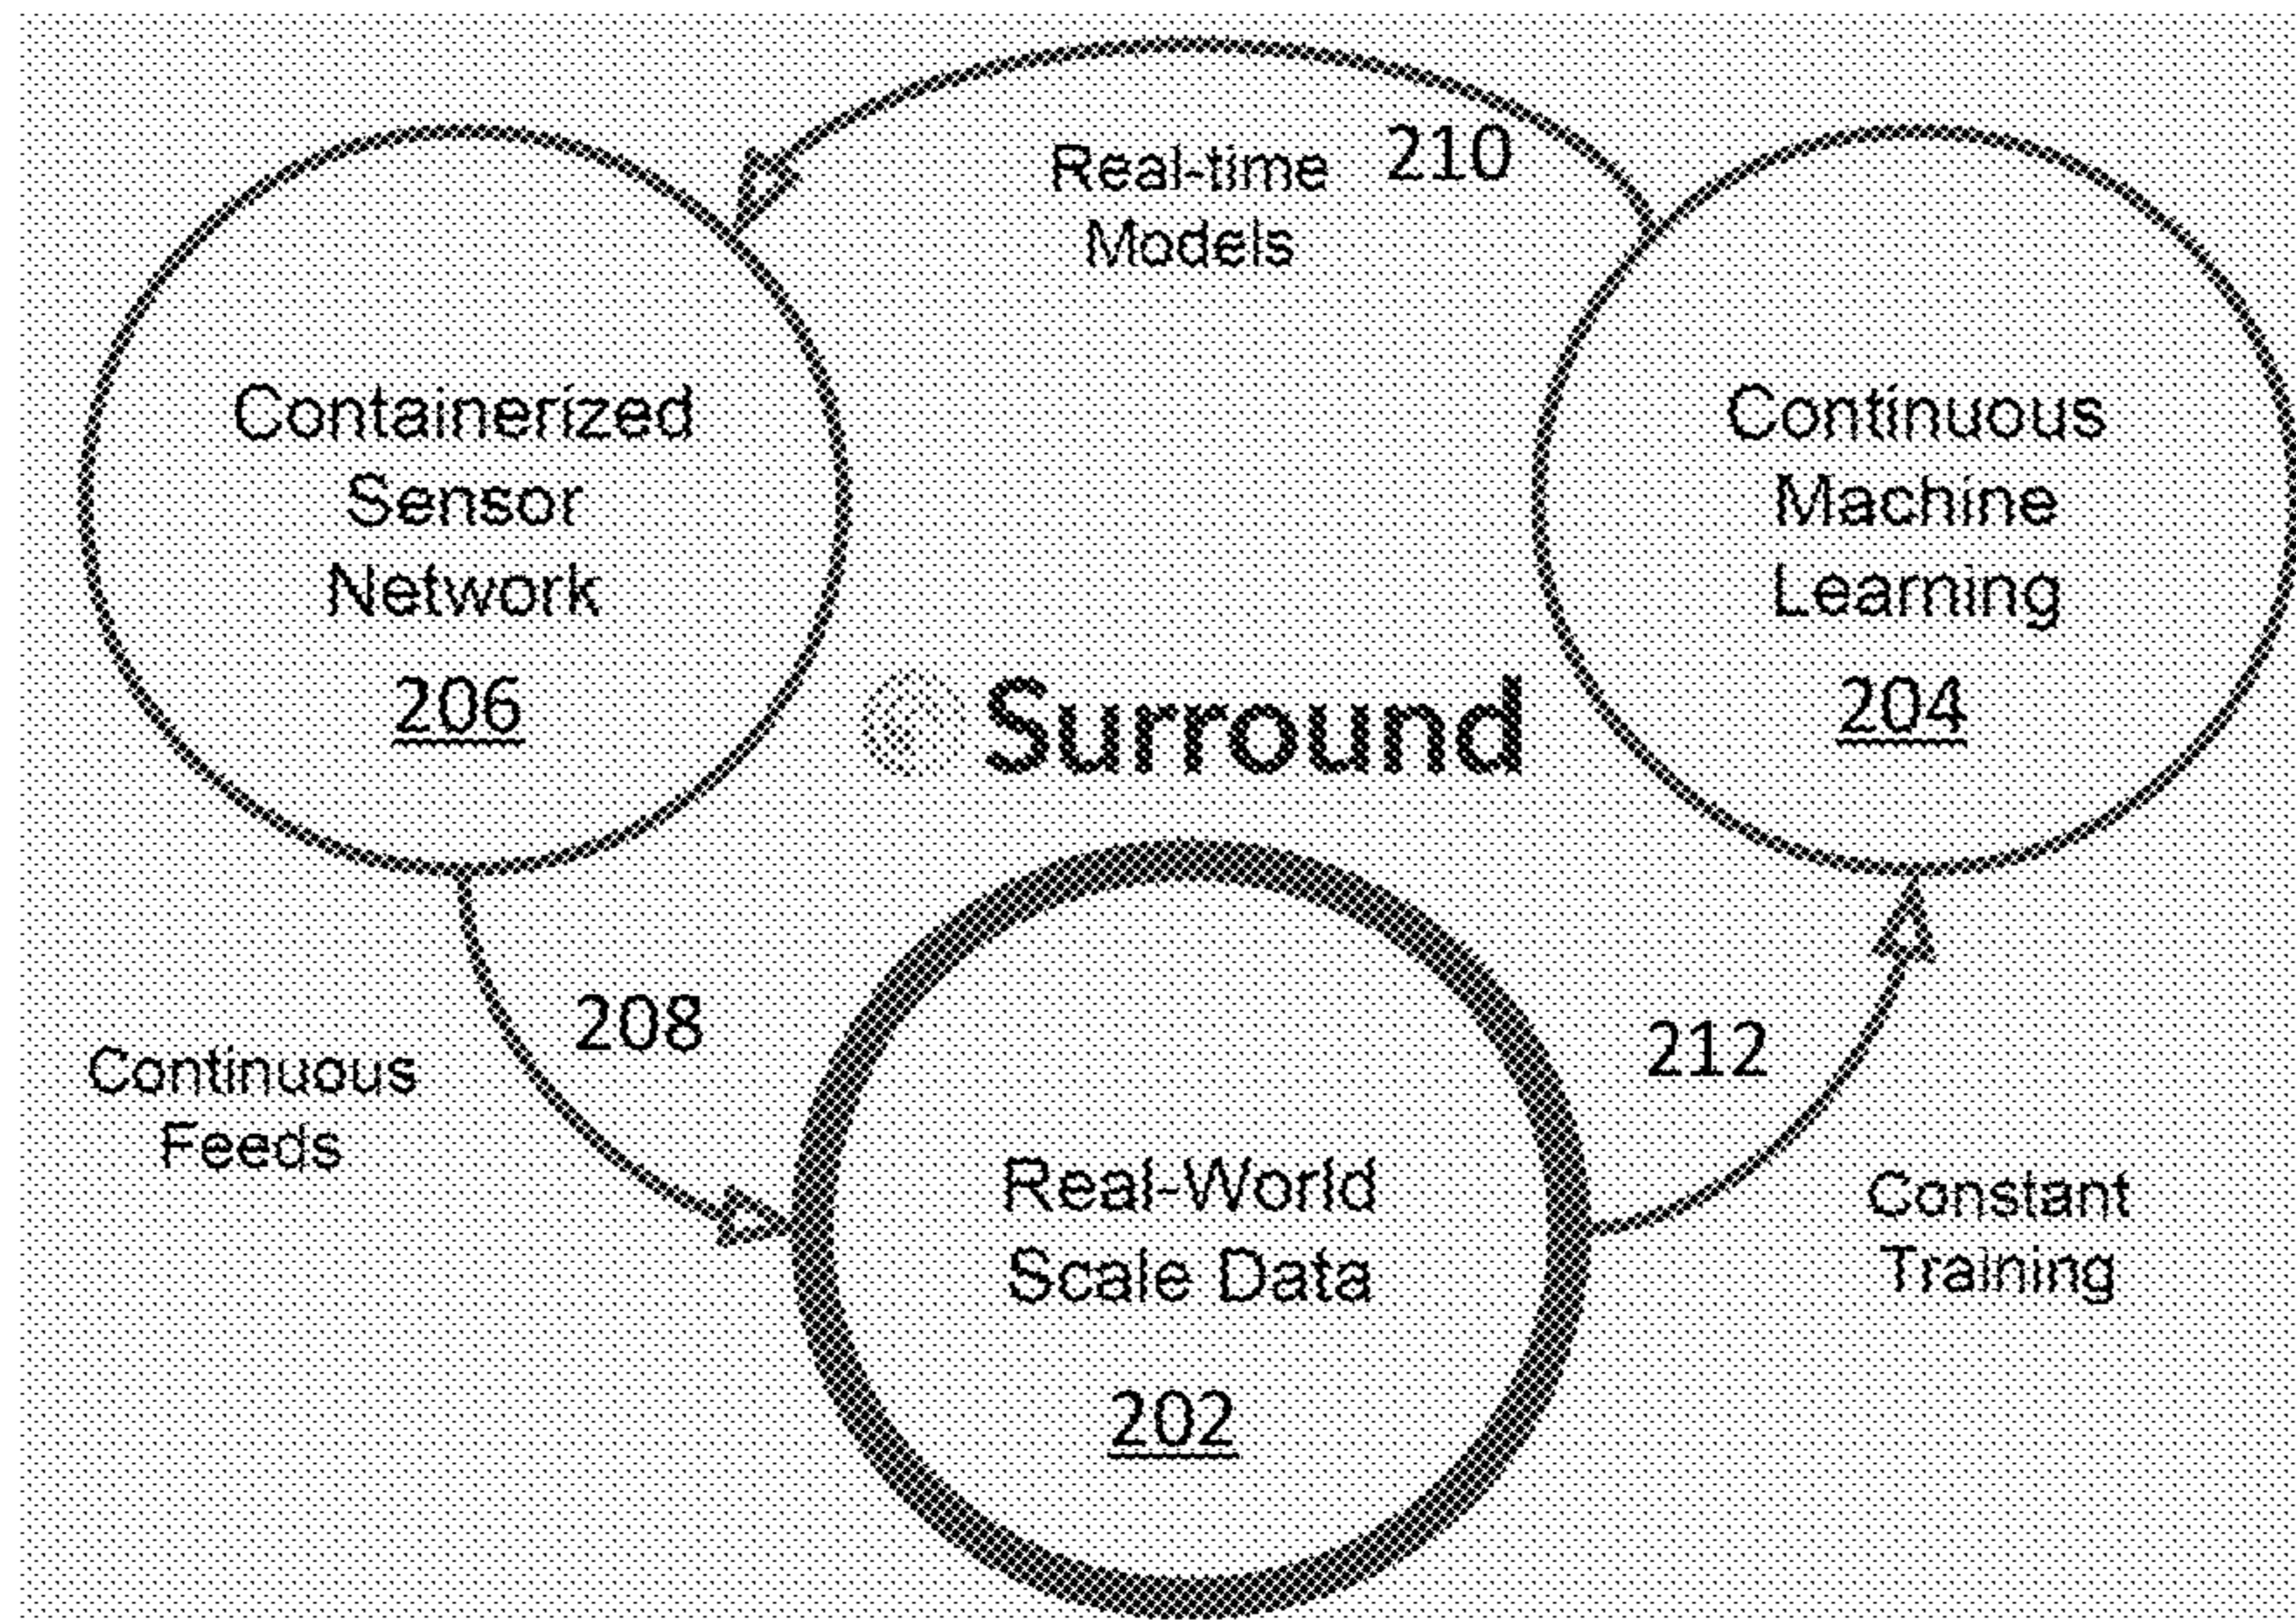 Real-time 210
Models
Containerized
Sensor
Network
206
Continuous
Machine
Learning
204
Surround
Continuous
Feeds
208
Real-World
Scale Data
202
212
Constant
Training